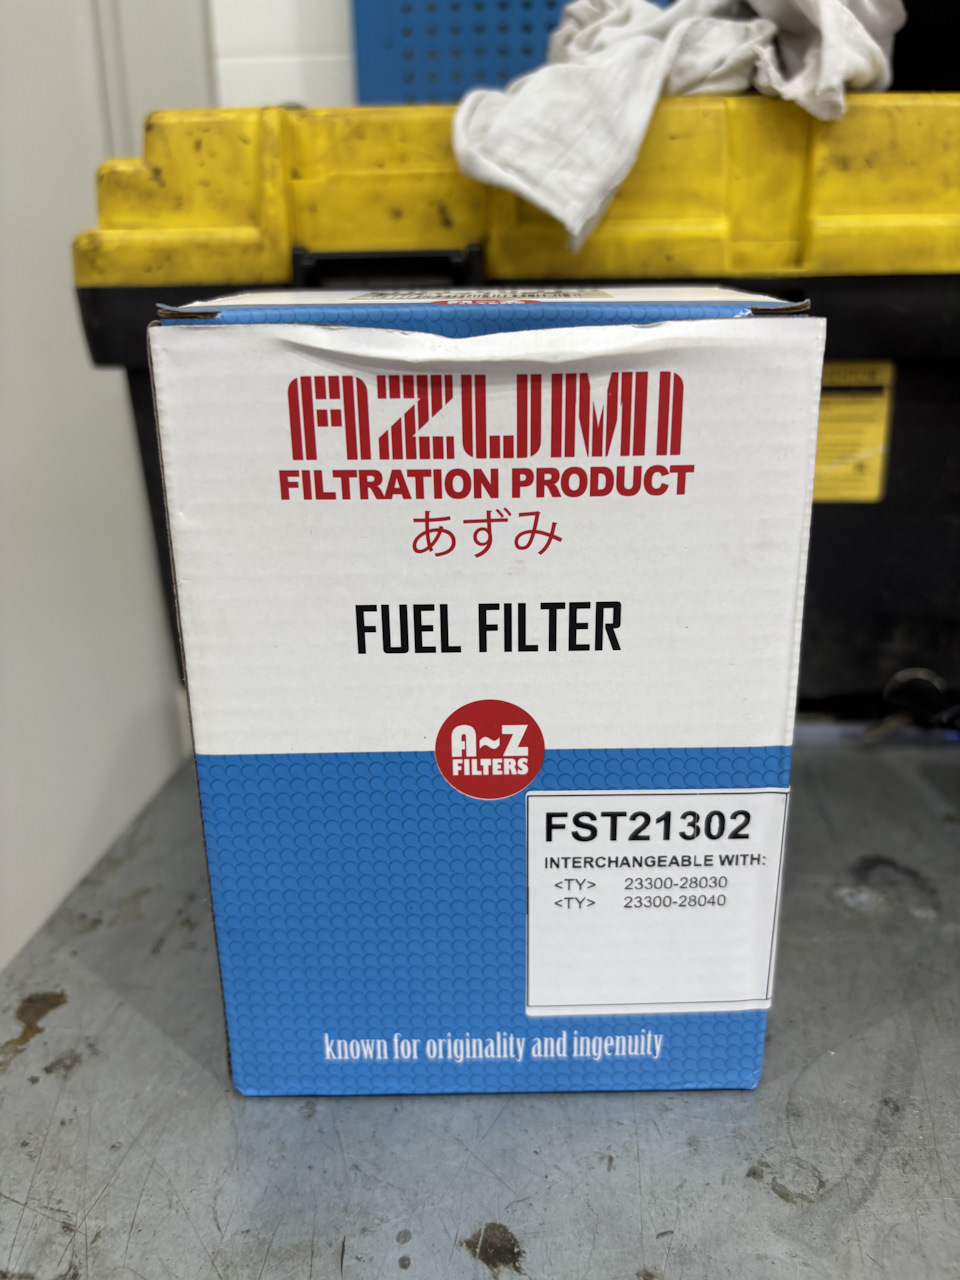 AZUMI
FILTRATION PRODUCT
あずみ
FUEL FILTER
A~Z
FILTERS
FST21302
INTERCHANGEABLE WITH:
<TY> 23300-28030
<TY> 23300-28040
known for originality and ingenuity